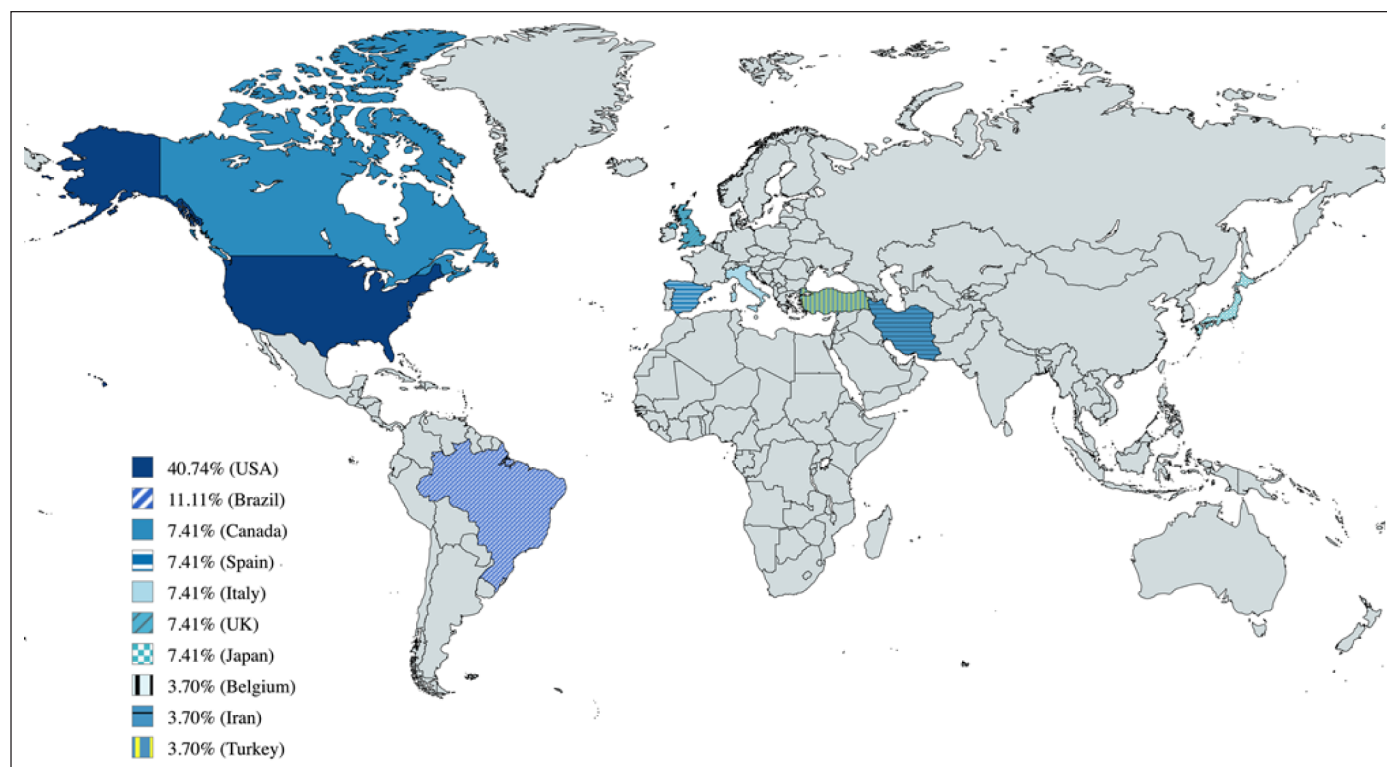 40.74% (USA)
11.11% (Brazil)
7.41% (Canada)
7.41% (Spain)
7.41% (Italy)
7.41% (UK)
7.41% (Japan)
3.70% (Belgium)
3.70% (Iran)
3.70% (Turkey)